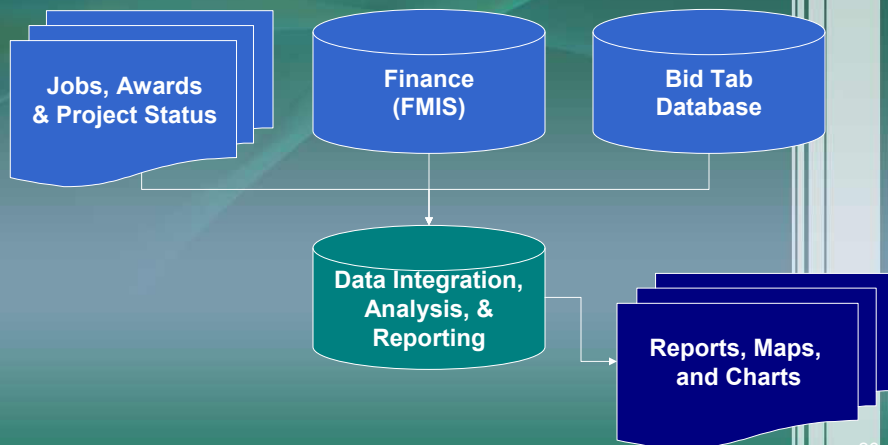 Jobs, Awards
& Project Status
Finance
(FMIS)
Bid Tab
Database
Data Integration,
Analysis, &
Reporting
Reports, Maps,
and Charts